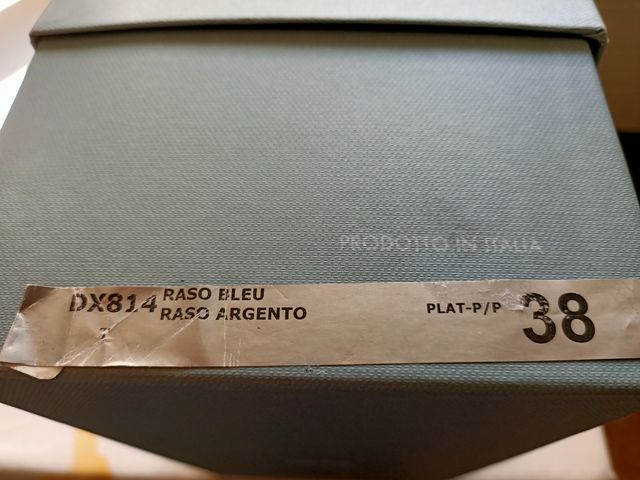 PRODOTTO IN ITALIA
DX814 RASO BLEU
RASO ARGENTO
PLAT-P/P 38